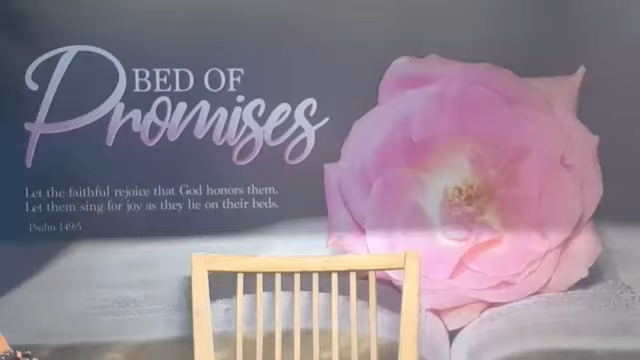 BED OF
Promises
Let the faithful rejoice that God honors them.
Let them sing for joy as they lie on their beds.
-Psalm 149:5